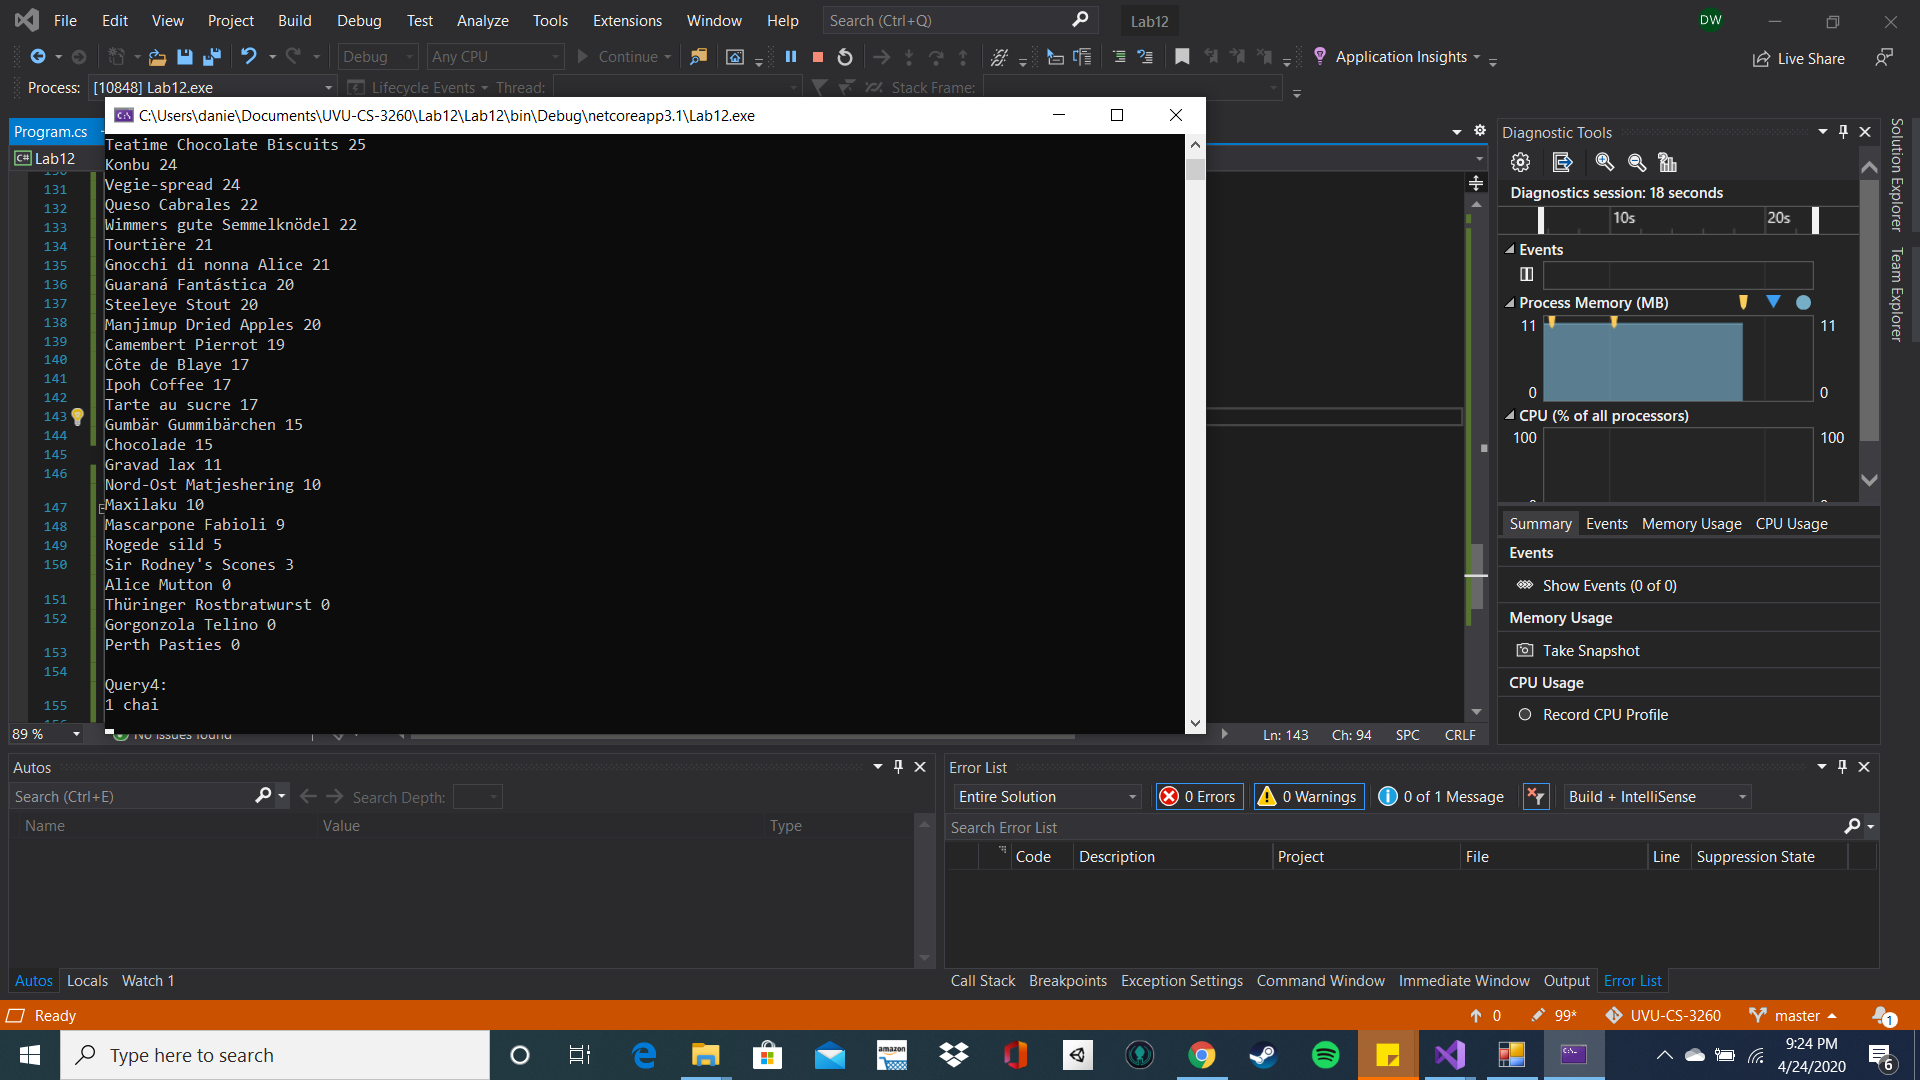 File Edit View Project Build Debug Test Analyze Tools Extensions Window Help Search (Ctrl+Q) Lab12 DW
Debug Any CPU Continue Application Insights Live Share
Process: [10848] Lab12.exe Lifecycle Events Thread: Stack Frame:
C:\Users\danie\Documents\UVU-CS-3260\Lab12\Lab12\bin\Debug\netcoreapp3.1\Lab12.exe
Program.cs
Lab12
131
132
133
134
135
136
137
138
139
140
141
142
143
144
145
146
147
148
149
150
151
152
153
154
155
Teatime Chocolate Biscuits 25
Konbu 24
Vegie-spread 24
Queso Cabrales 22
Wimmers gute Semmelknödel 22
Tourtière 21
Gnocchi di nonna Alice 21
Guaraná Fantástica 20
Steeleye Stout 20
Manjimup Dried Apples 20
Camembert Pierrot 19
Côte de Blaye 17
Ipoh Coffee 17
Tarte au sucre 17
Gumbär Gummibärchen 15
Chocolade 15
Gravad lax 11
Nord-Ost Matjeshering 10
Maxilaku 10
Mascarpone Fabioli 9
Rogede sild 5
Sir Rodney's Scones 3
Alice Mutton 0
Thüringer Rostbratwurst 0
Gorgonzola Telino 0
Perth Pasties 0
Query4:
1 chai
89 % No issues found Ln: 143 Ch: 94 SPC CRLF
Diagnostic Tools
Diagnostics session: 18 seconds
10s 20s
Events
Process Memory (MB)
11 11
0 0
CPU (% of all processors)
100 100
Summary Events Memory Usage CPU Usage
Events
Show Events (0 of 0)
Memory Usage
Take Snapshot
CPU Usage
Record CPU Profile
Solution Explorer
Team Explorer
Autos
Search (Ctrl+E) Search Depth:
Name Value Type
Autos Locals Watch 1
Error List
Entire Solution 0 Errors 0 Warnings 0 of 1 Message Build + IntelliSense
Search Error List
Code Description Project File Line Suppression State
Call Stack Breakpoints Exception Settings Command Window Immediate Window Output Error List
Ready 0 99* UVU-CS-3260 master 1
Type here to search
amazon
9:24 PM
4/24/2020
6